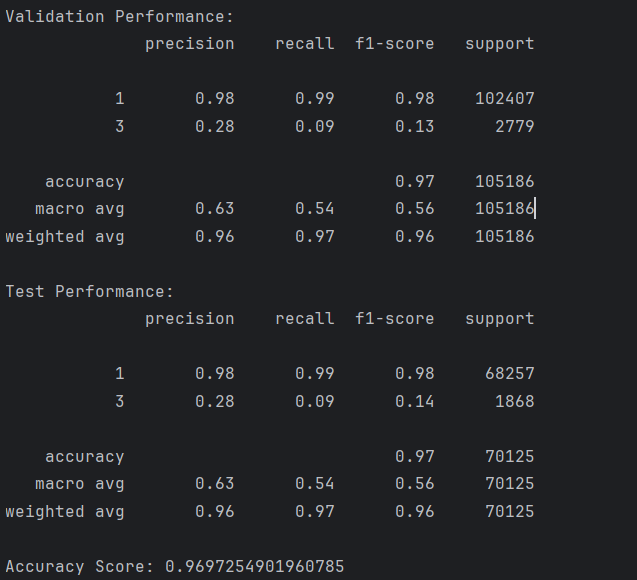 Validation Performance:
precision recall f1-score support
1 0.98 0.99 0.98 102407
3 0.28 0.09 0.13 2779
accuracy 0.97 105186
macro avg 0.63 0.54 0.56 105186
weighted avg 0.96 0.97 0.96 105186
Test Performance:
precision recall f1-score support
1 0.98 0.99 0.98 68257
3 0.28 0.09 0.14 1868
accuracy 0.97 70125
macro avg 0.63 0.54 0.56 70125
weighted avg 0.96 0.97 0.96 70125
Accuracy Score: 0.9697254901960785